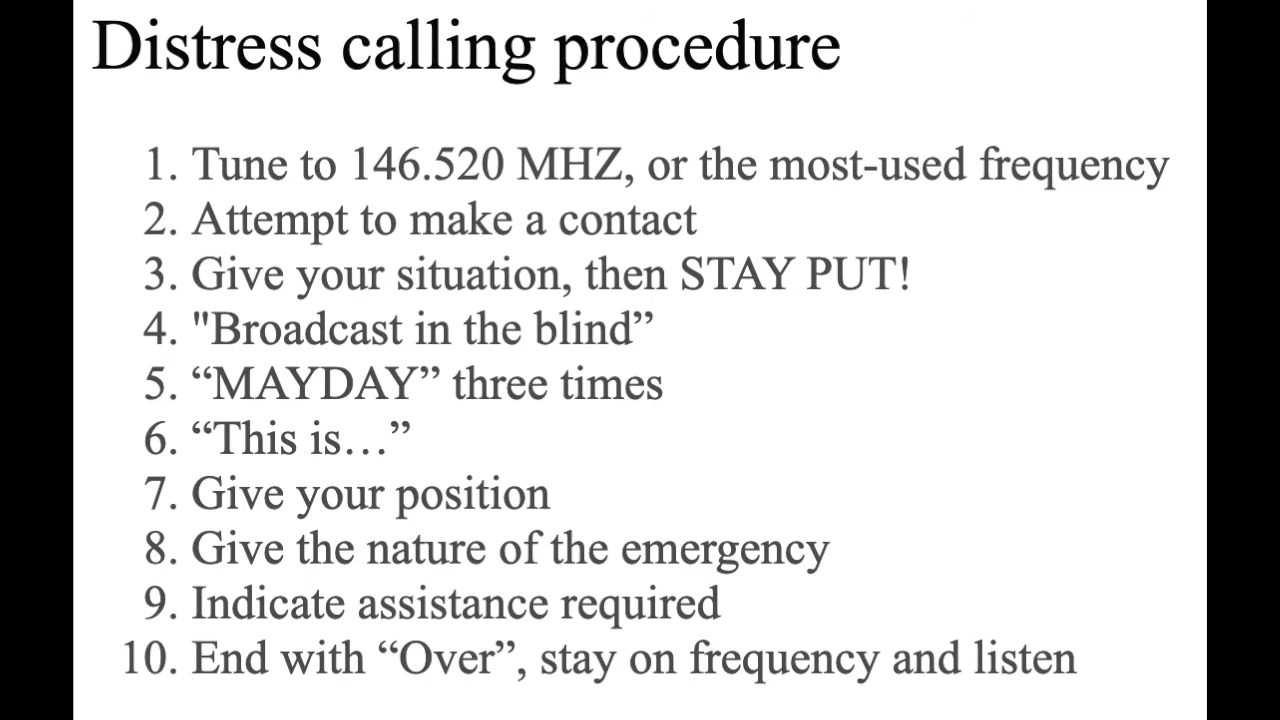 Distress calling procedure
1. Tune to 146.520 MHZ, or the most-used frequency
2. Attempt to make a contact
3. Give your situation, then STAY PUT!
4. "Broadcast in the blind”
5. “MAYDAY” three times
6. “This is…”
7. Give your position
8. Give the nature of the emergency
9. Indicate assistance required
10. End with “Over”, stay on frequency and listen